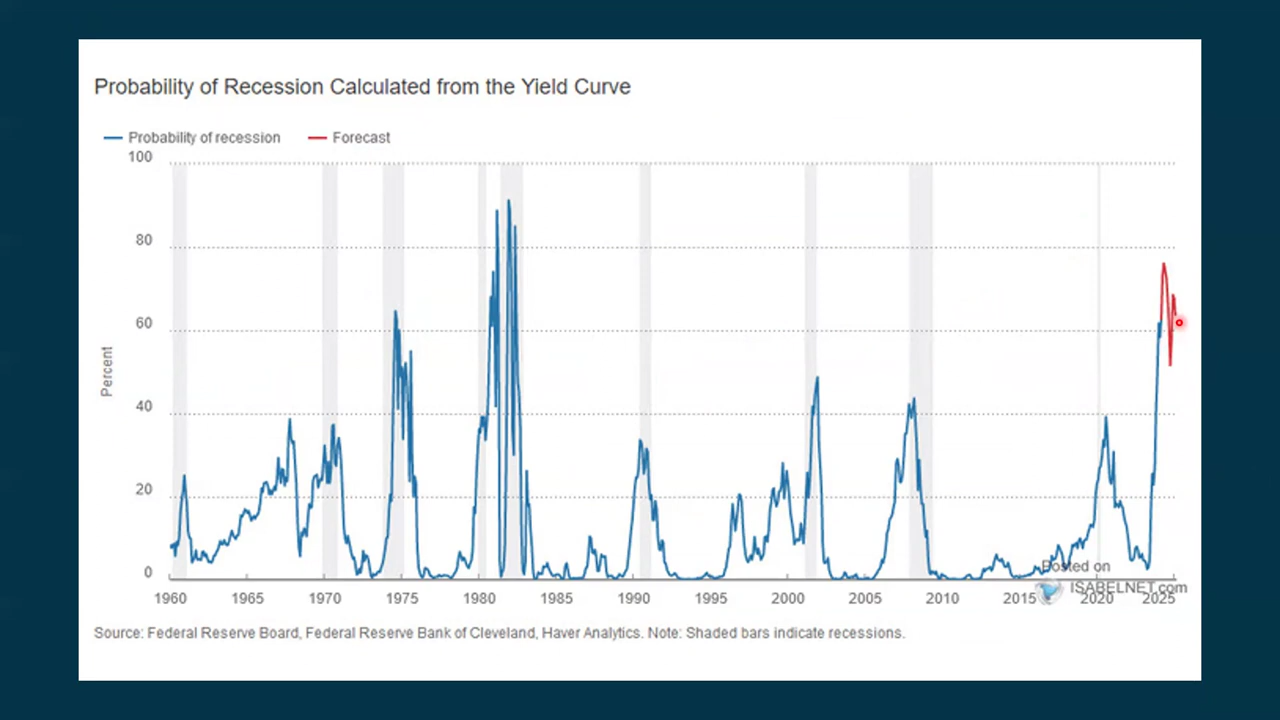 Probability of Recession Calculated from the Yield Curve
Probability of recession Forecast
100
80
60
40
20
0
Percent
1960 1965 1970 1975 1980 1985 1990 1995 2000 2005 2010 2015 2020 2025
Posted on
ISABELNET.com
Source: Federal Reserve Board, Federal Reserve Bank of Cleveland, Haver Analytics. Note: Shaded bars indicate recessions.